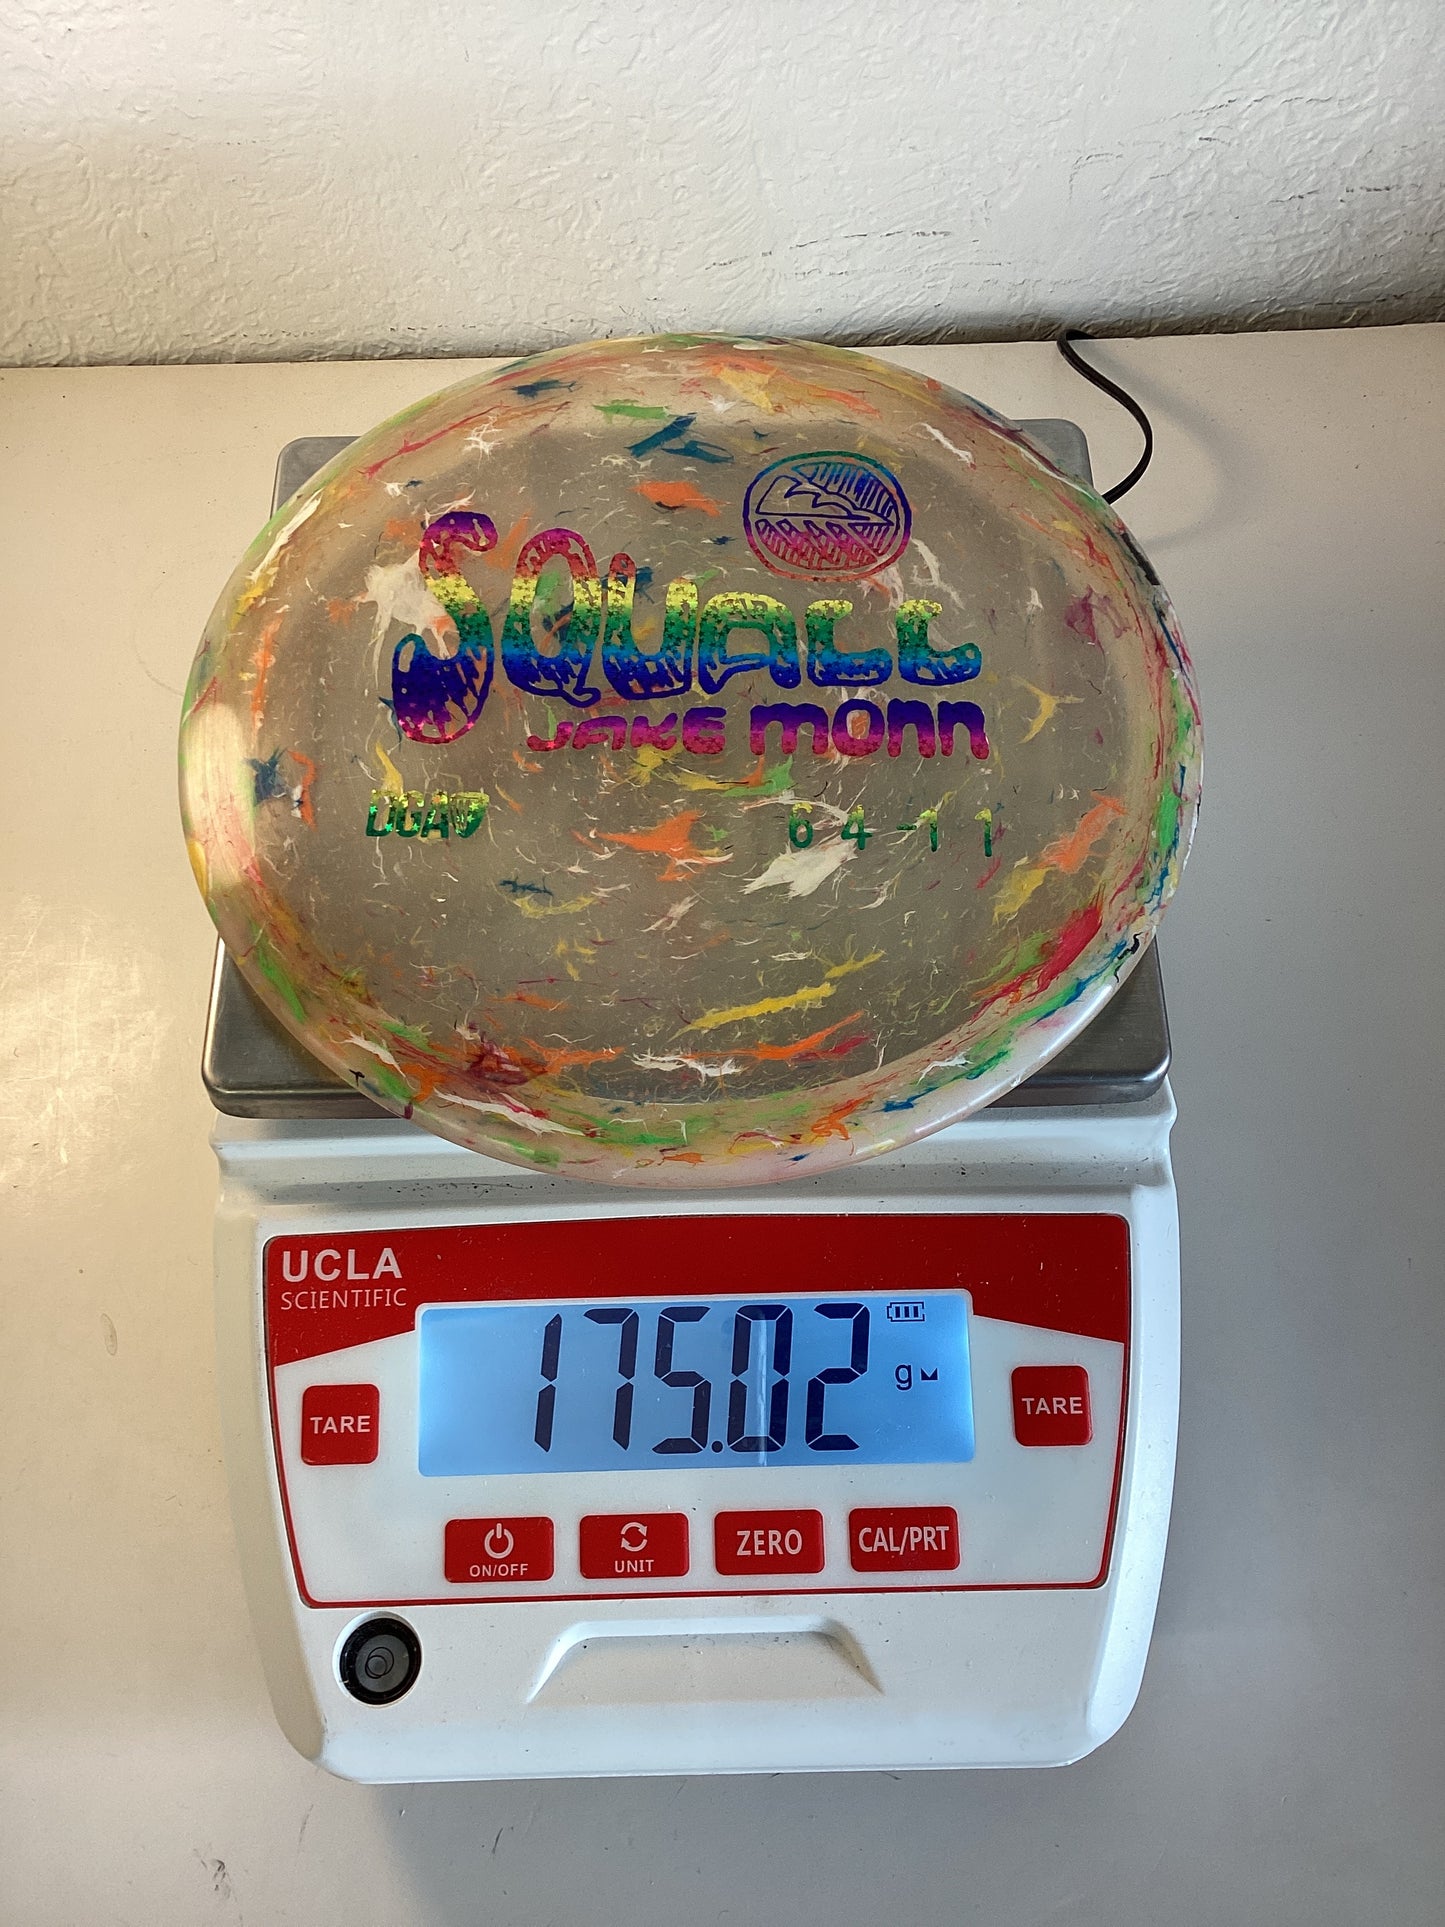 SQUALL
JAKE MONN
DGA
6 4 -1 1
UCLA
SCIENTIFIC
175.02 g
TARE
TARE
ON/OFF
UNIT
ZERO
CAL/PRT